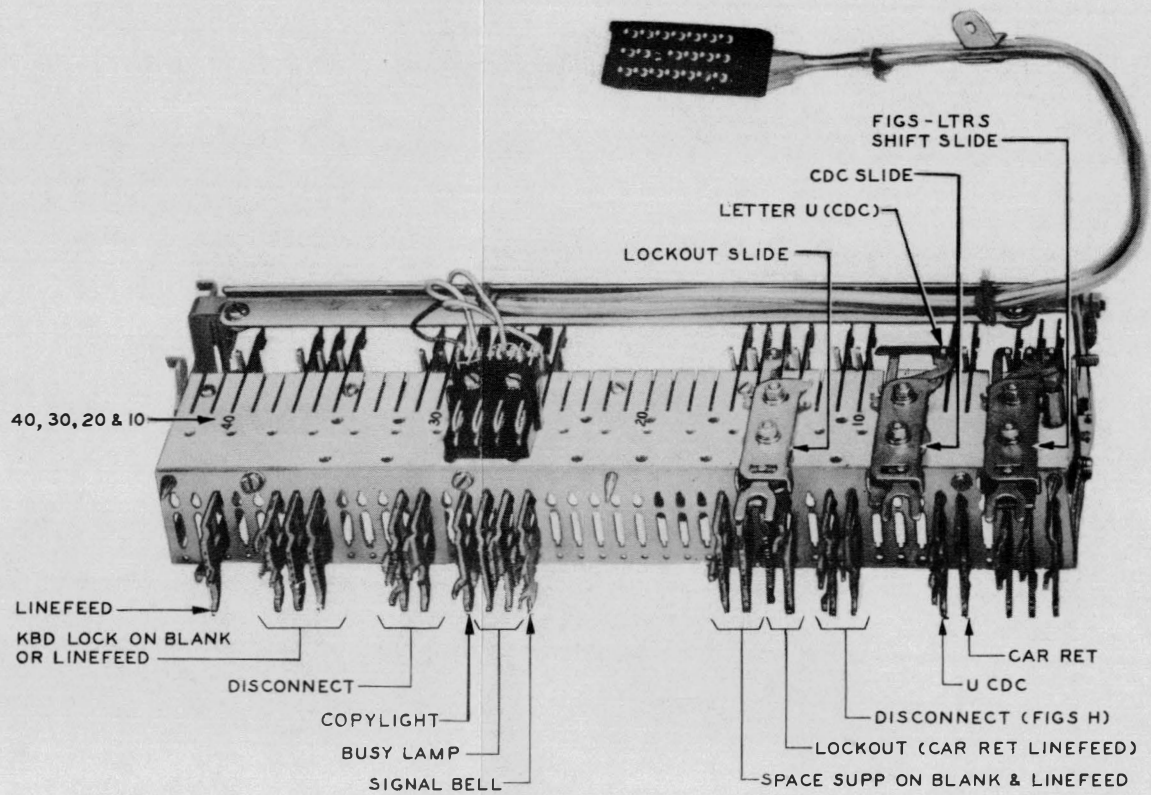 FIGS-LTRS
SHIFT SLIDE
CDC SLIDE
LETTER U (CDC)
LOCKOUT SLIDE
40, 30, 20 & 10
40
30
20
10
LINEFEED
KBD LOCK ON BLANK
OR LINEFEED
DISCONNECT
COPYLIGHT
BUSY LAMP
SIGNAL BELL
CAR RET
U CDC
DISCONNECT (FIGS H)
LOCKOUT (CAR RET LINEFEED)
SPACE SUPP ON BLANK & LINEFEED